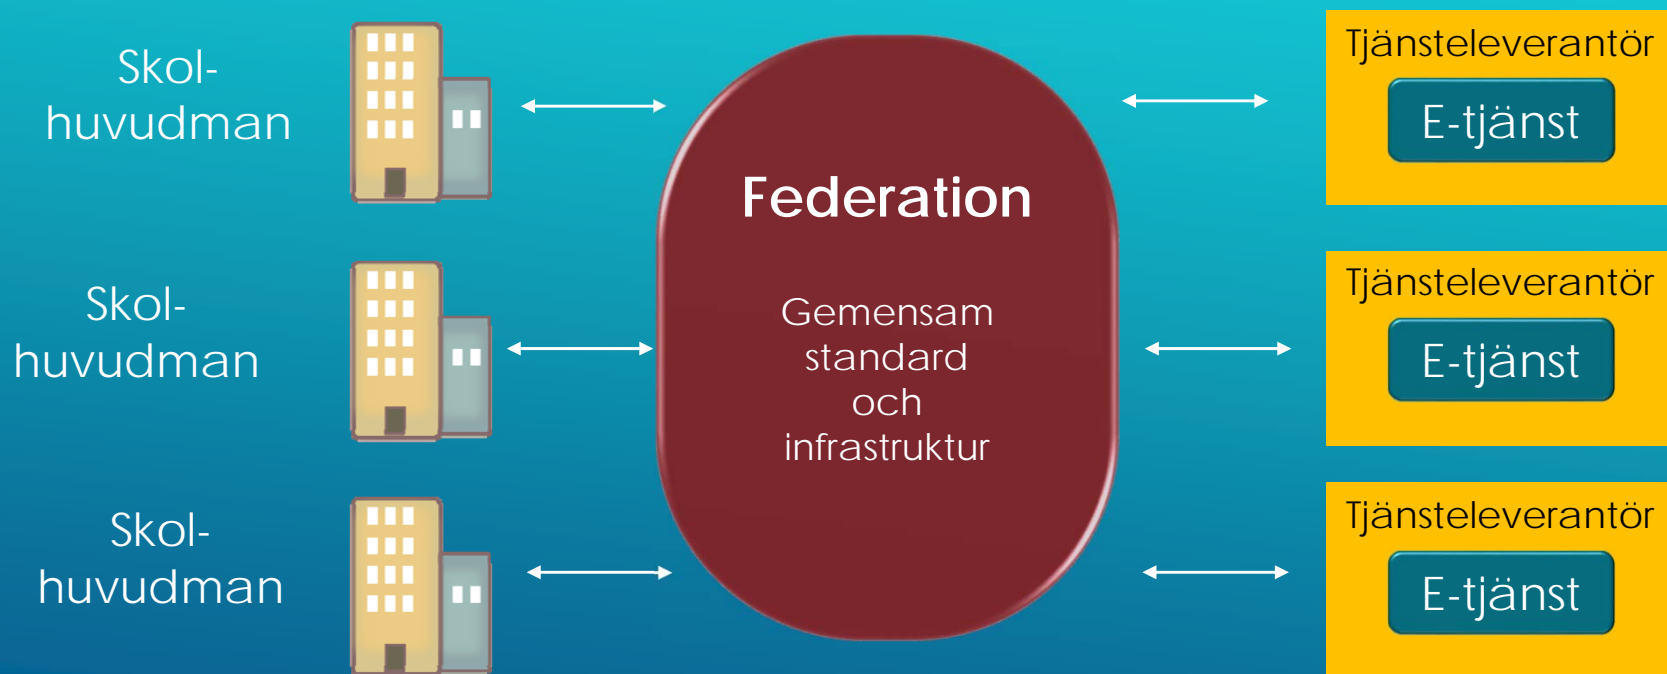 Skol-
huvudman
Skol-
huvudman
Skol-
huvudman
Federation
Gemensam
standard
och
infrastruktur
Tjänsteleverantör
E-tjänst
Tjänsteleverantör
E-tjänst
Tjänsteleverantör
E-tjänst